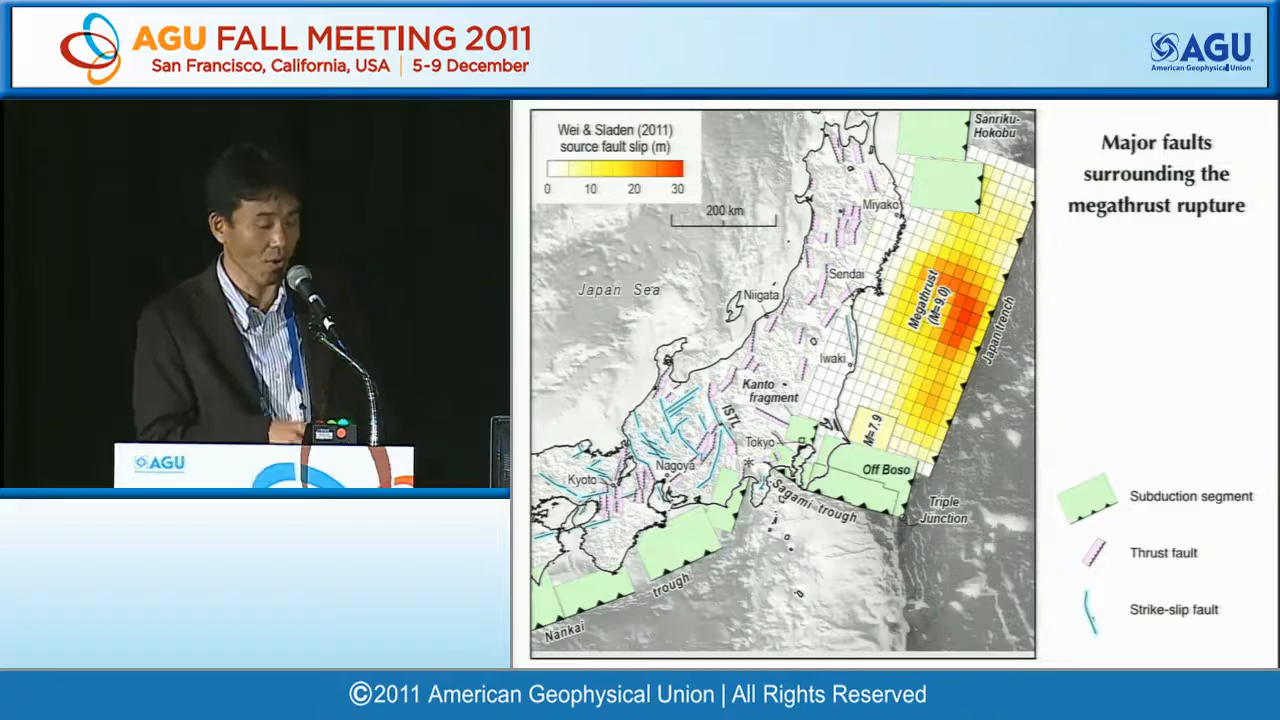 AGU FALL MEETING 2011
San Francisco, California, USA | 5-9 December
AGU
American Geophysical Union
AGU
Wei & Sladen (2011)
source fault slip (m)
0 10 20 30
200 km
Sanriku-
Hokobu
Miyako
Sendai
Japan Sea
Niigata
Megathrust
(M=9.0)
Japan trench
Iwaki
Kanto
fragment
ISTL
M=7.9
Tokyo
Nagoya
Kyoto
Off Boso
Sagami trough
Triple
Junction
Nankai
trough
Major faults
surrounding the
megathrust rupture
Subduction segment
Thrust fault
Strike-slip fault
©2011 American Geophysical Union | All Rights Reserved